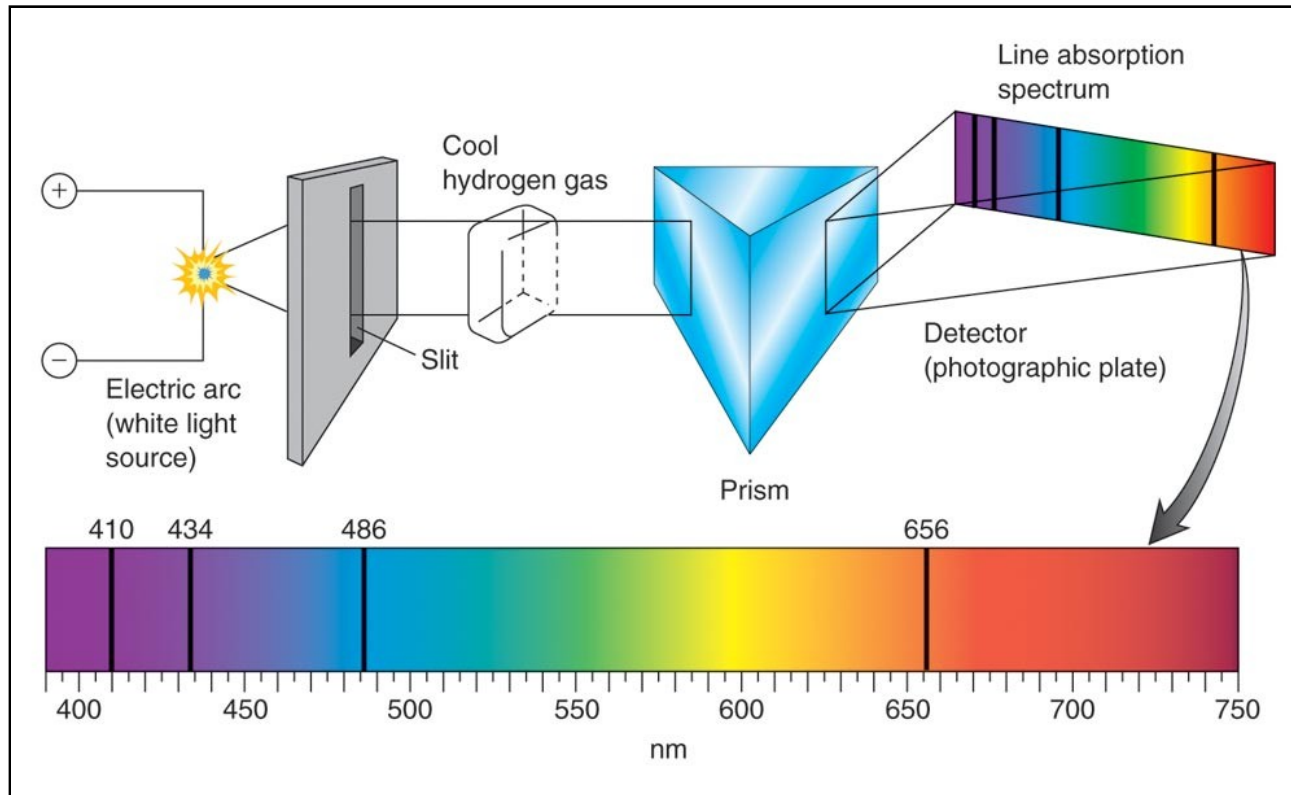 Line absorption
spectrum
Cool
hydrogen gas
+
−
Slit
Electric arc
(white light
source)
Detector
(photographic plate)
Prism
410 434 486 656
400 450 500 550 600 650 700 750
nm